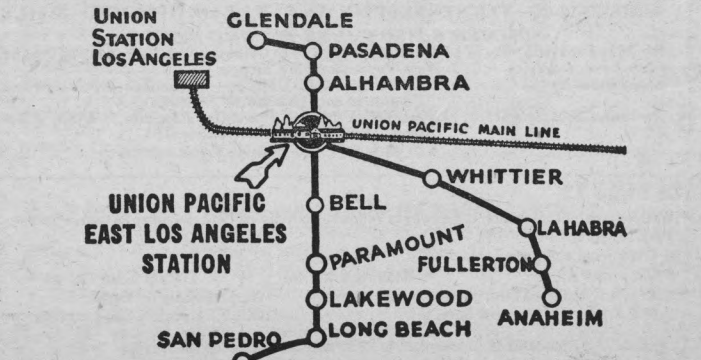 UNION
STATION
LOS ANGELES
GLENDALE
PASADENA
ALHAMBRA
UNION PACIFIC MAIN LINE
WHITTIER
UNION PACIFIC
EAST LOS ANGELES
STATION
BELL
LA HABRA
PARAMOUNT
FULLERTON
LAKEWOOD
ANAHEIM
SAN PEDRO
LONG BEACH